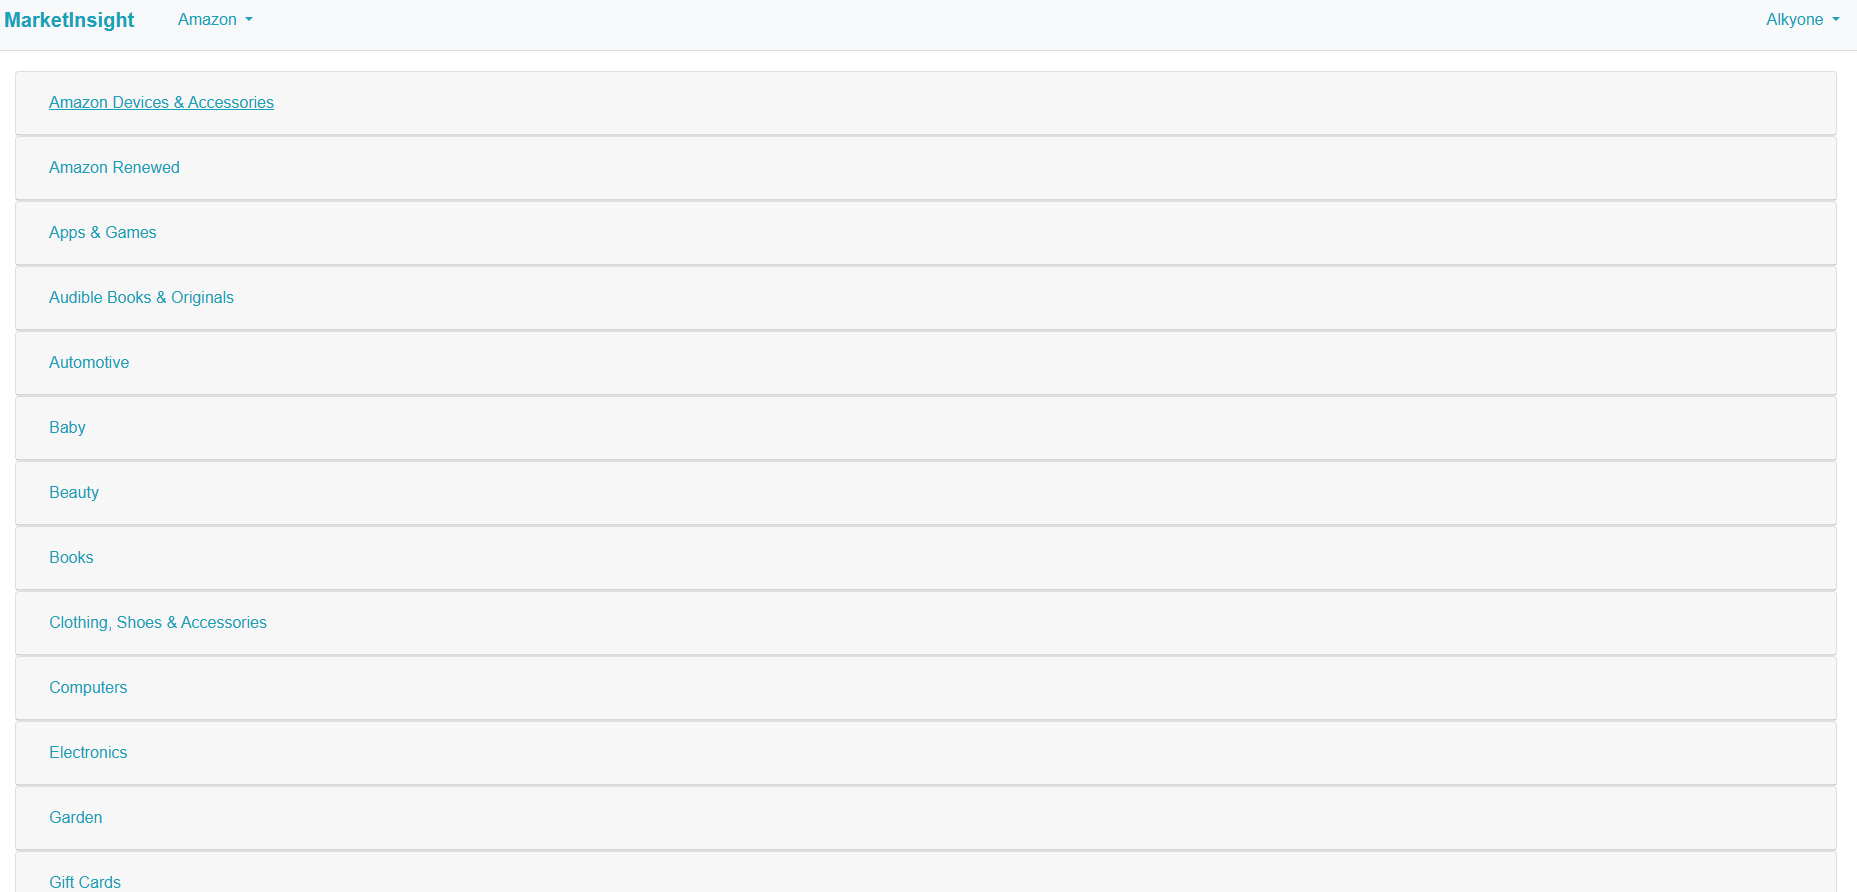 MarketInsight Amazon Alkyone
Amazon Devices & Accessories
Amazon Renewed
Apps & Games
Audible Books & Originals
Automotive
Baby
Beauty
Books
Clothing, Shoes & Accessories
Computers
Electronics
Garden
Gift Cards